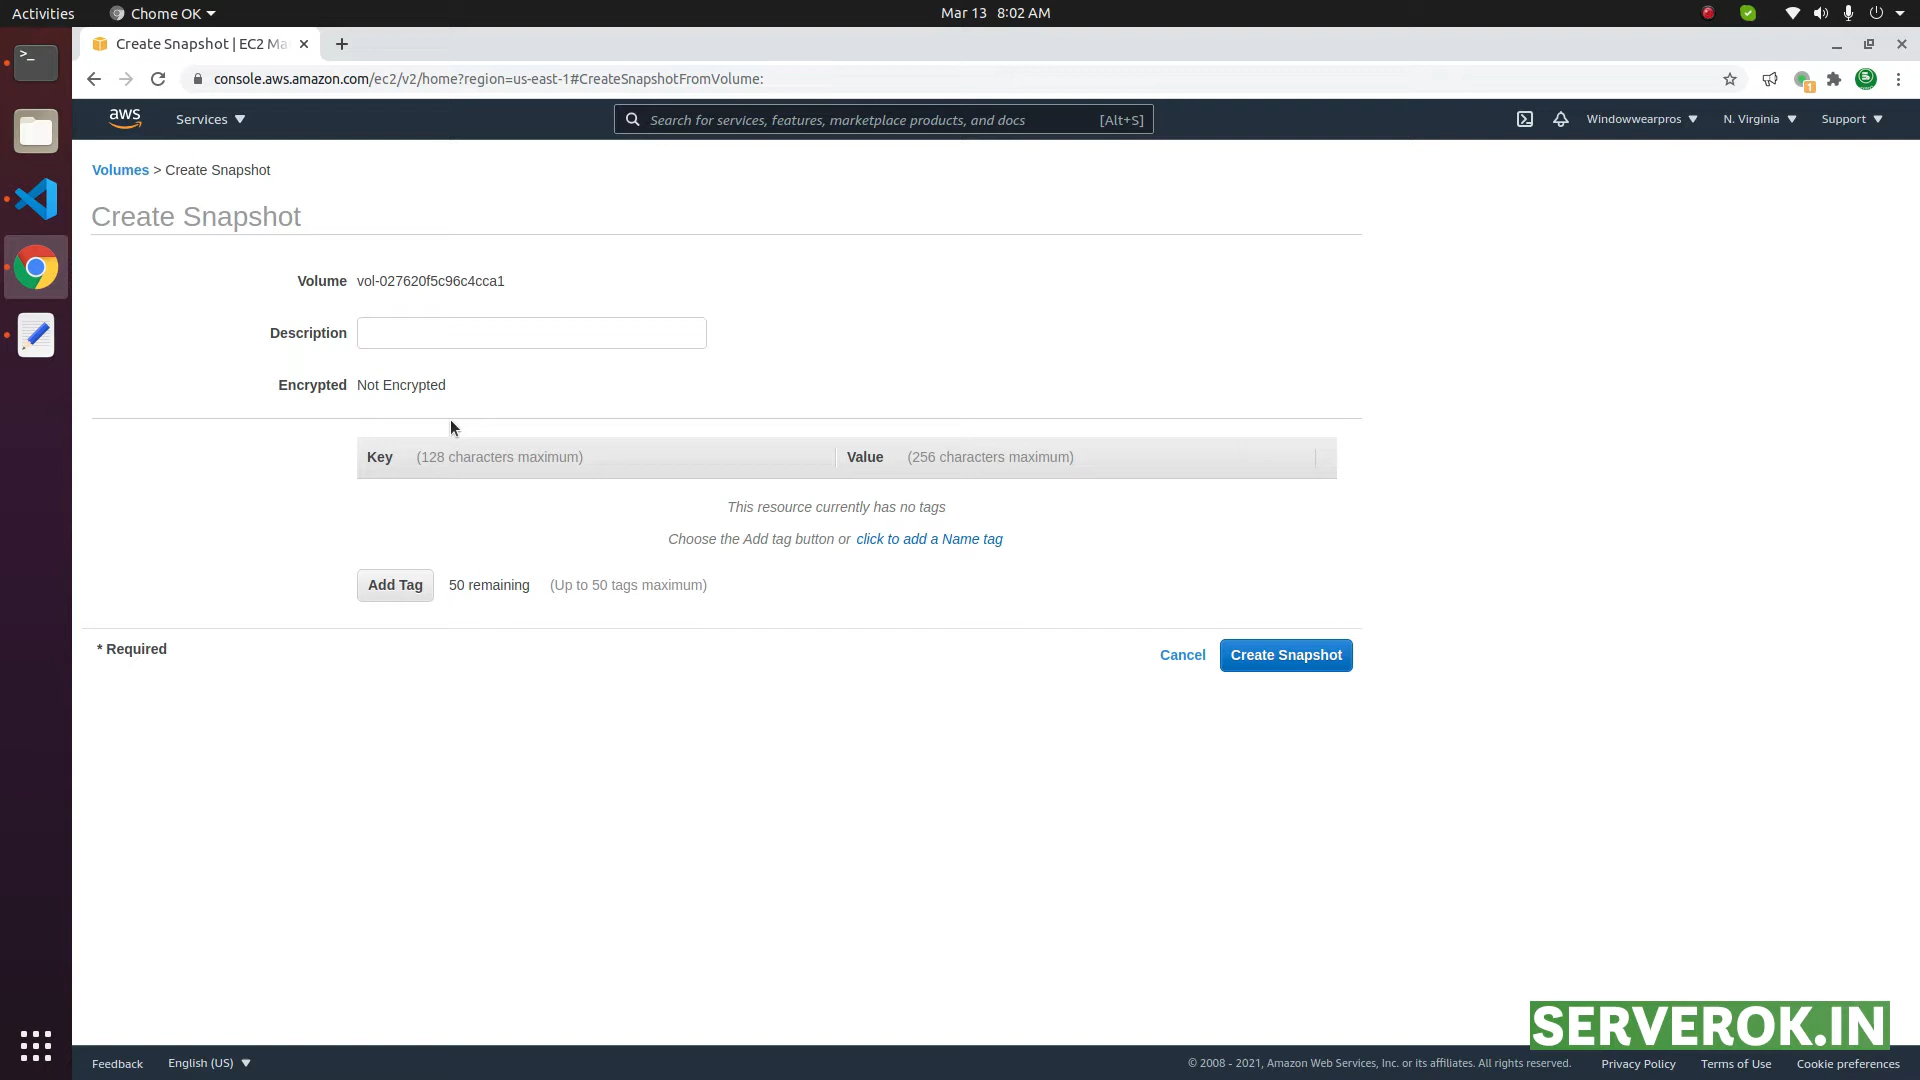 Activities
Chome OK
Mar 13 8:02 AM
Create Snapshot | EC2 Ma
console.aws.amazon.com/ec2/v2/home?region=us-east-1#CreateSnapshotFromVolume:
1
aws
Services
Search for services, features, marketplace products, and docs
[Alt+S]
Windowwearpros
N. Virginia
Support
Volumes > Create Snapshot
Create Snapshot
Volume vol-027620f5c96c4cca1
Description
Encrypted Not Encrypted
Key (128 characters maximum) Value (256 characters maximum)
This resource currently has no tags
Choose the Add tag button or click to add a Name tag
Add Tag 50 remaining (Up to 50 tags maximum)
* Required
Cancel Create Snapshot
SERVEROK.IN
Feedback English (US) © 2008 - 2021, Amazon Web Services, Inc. or its affiliates. All rights reserved. Privacy Policy Terms of Use Cookie preferences